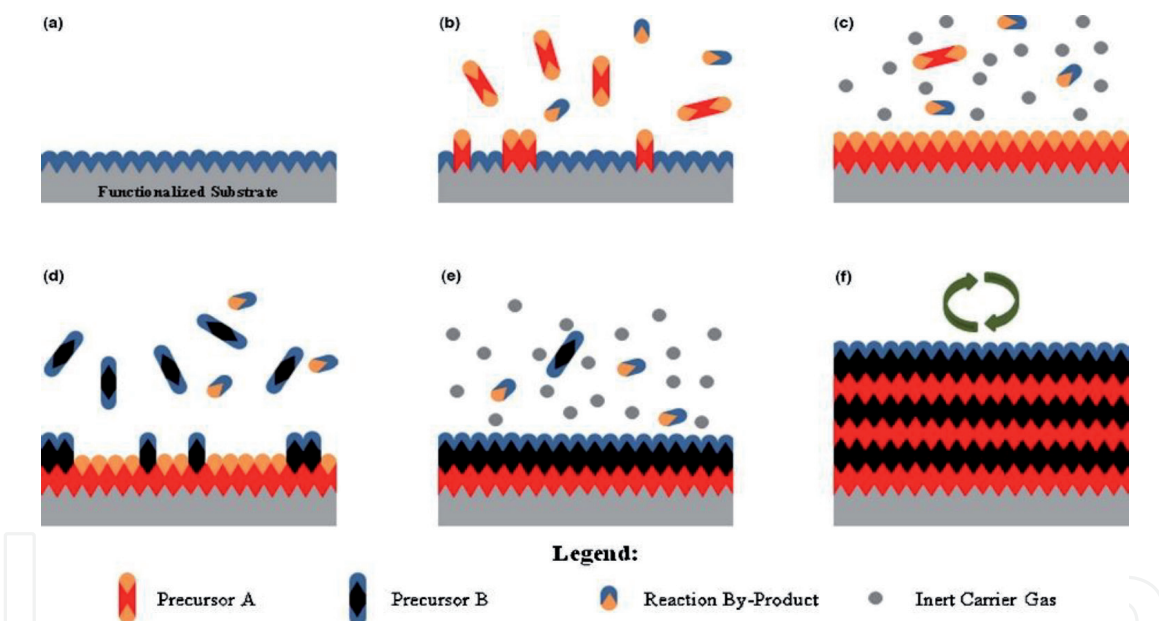 (a)
(b)
(c)
Functionalized Substrate
(d)
(e)
(f)
Legend:
Precursor A
Precursor B
Reaction By-Product
Inert Carrier Gas